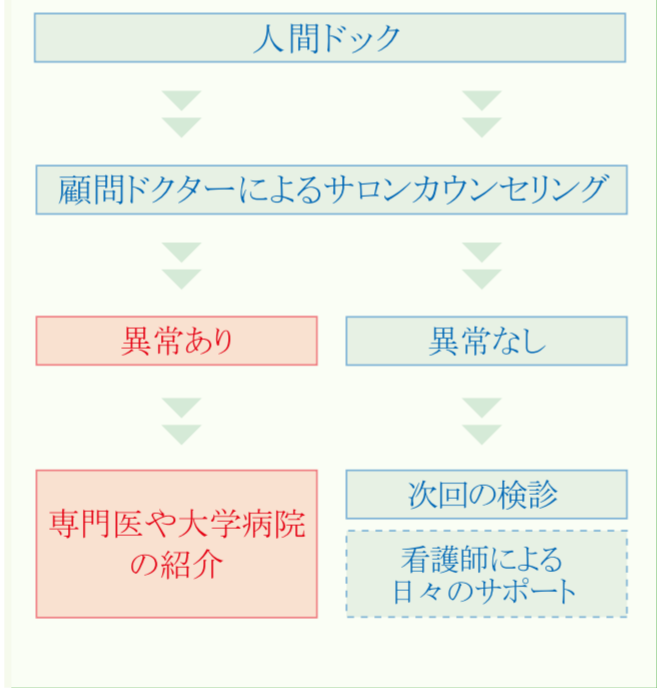 人間ドック
顧問ドクターによるサロンカウンセリング
異常あり
異常なし
専門医や大学病院
の紹介
次回の検診
看護師による
日々のサポート